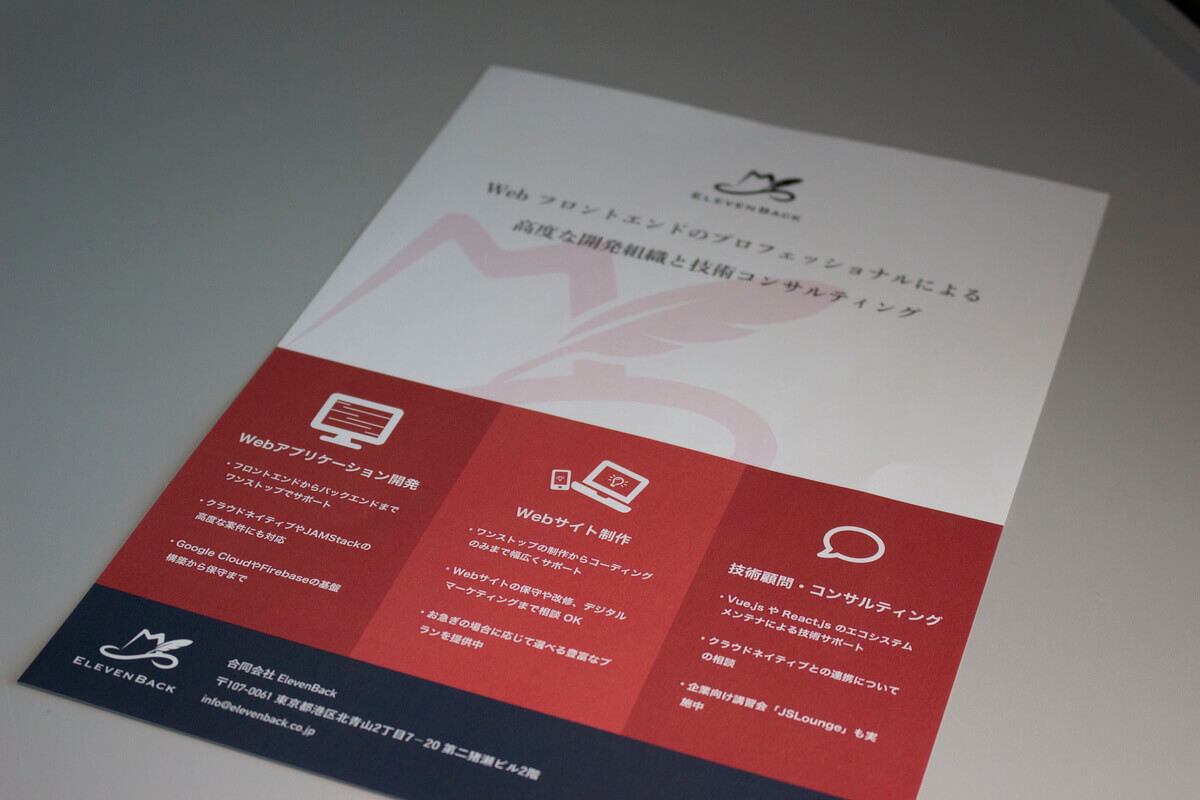 ELEVENBACK
Web フロントエンドのプロフェッショナルによる
高度な開発組織と技術コンサルティング
Webアプリケーション開発
・フロントエンドからバックエンドまで
ワンストップでサポート
・クラウドネイティブやJAMStackの
高度な案件にも対応
・Google CloudやFirebaseの基盤
構築から保守まで
Webサイト制作
・ワンストップの制作からコーディング
のみまで幅広くサポート
・Webサイトの保守や改修、デジタル
マーケティングまで相談 OK
・お急ぎの場合に応じて選べる豊富なプ
ランを提供中
技術顧問・コンサルティング
・Vue.js や React.js のエコシステム
メンテナによる技術サポート
・クラウドネイティブとの連携について
の相談
・企業向け講習会「JSLounge」も実
施中
ELEVENBACK
合同会社 ElevenBack
〒107-0061 東京都港区北青山2丁目7−20 第二猪瀬ビル2階
info@elevenback.co.jp